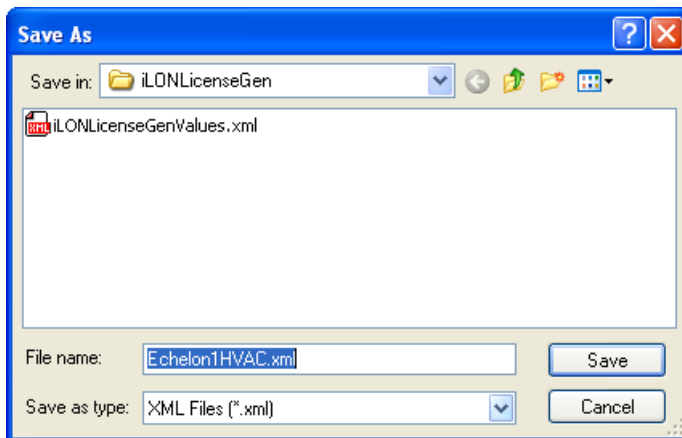 Save As
Save in: iLONLicenseGen
XML iLONLicenseGenValues.xml
File name: Echelon1HVAC.xml Save
Save as type: XML Files (*.xml) Cancel